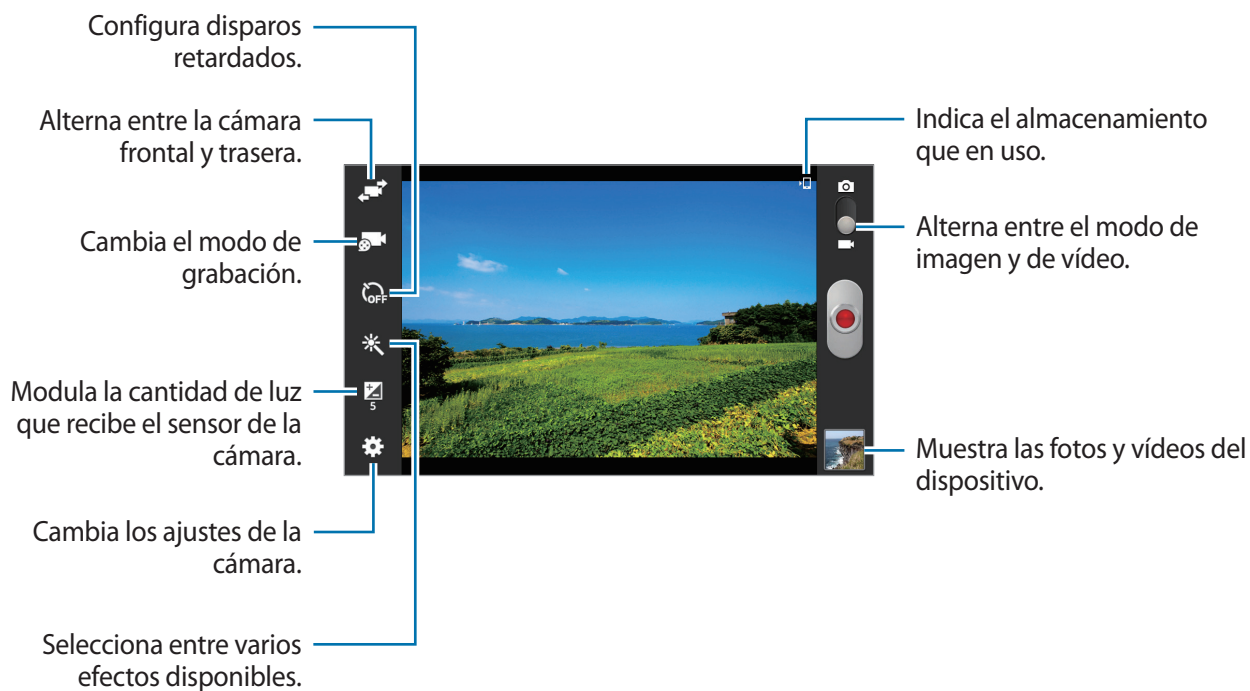 Configura disparos
retardados.
Alterna entre la cámara
frontal y trasera.
Cambia el modo de
grabación.
OFF
Modula la cantidad de luz
que recibe el sensor de la
cámara.
5
Cambia los ajustes de la
cámara.
Selecciona entre varios
efectos disponibles.
Indica el almacenamiento
que en uso.
Alterna entre el modo de
imagen y de vídeo.
Muestra las fotos y vídeos del
dispositivo.